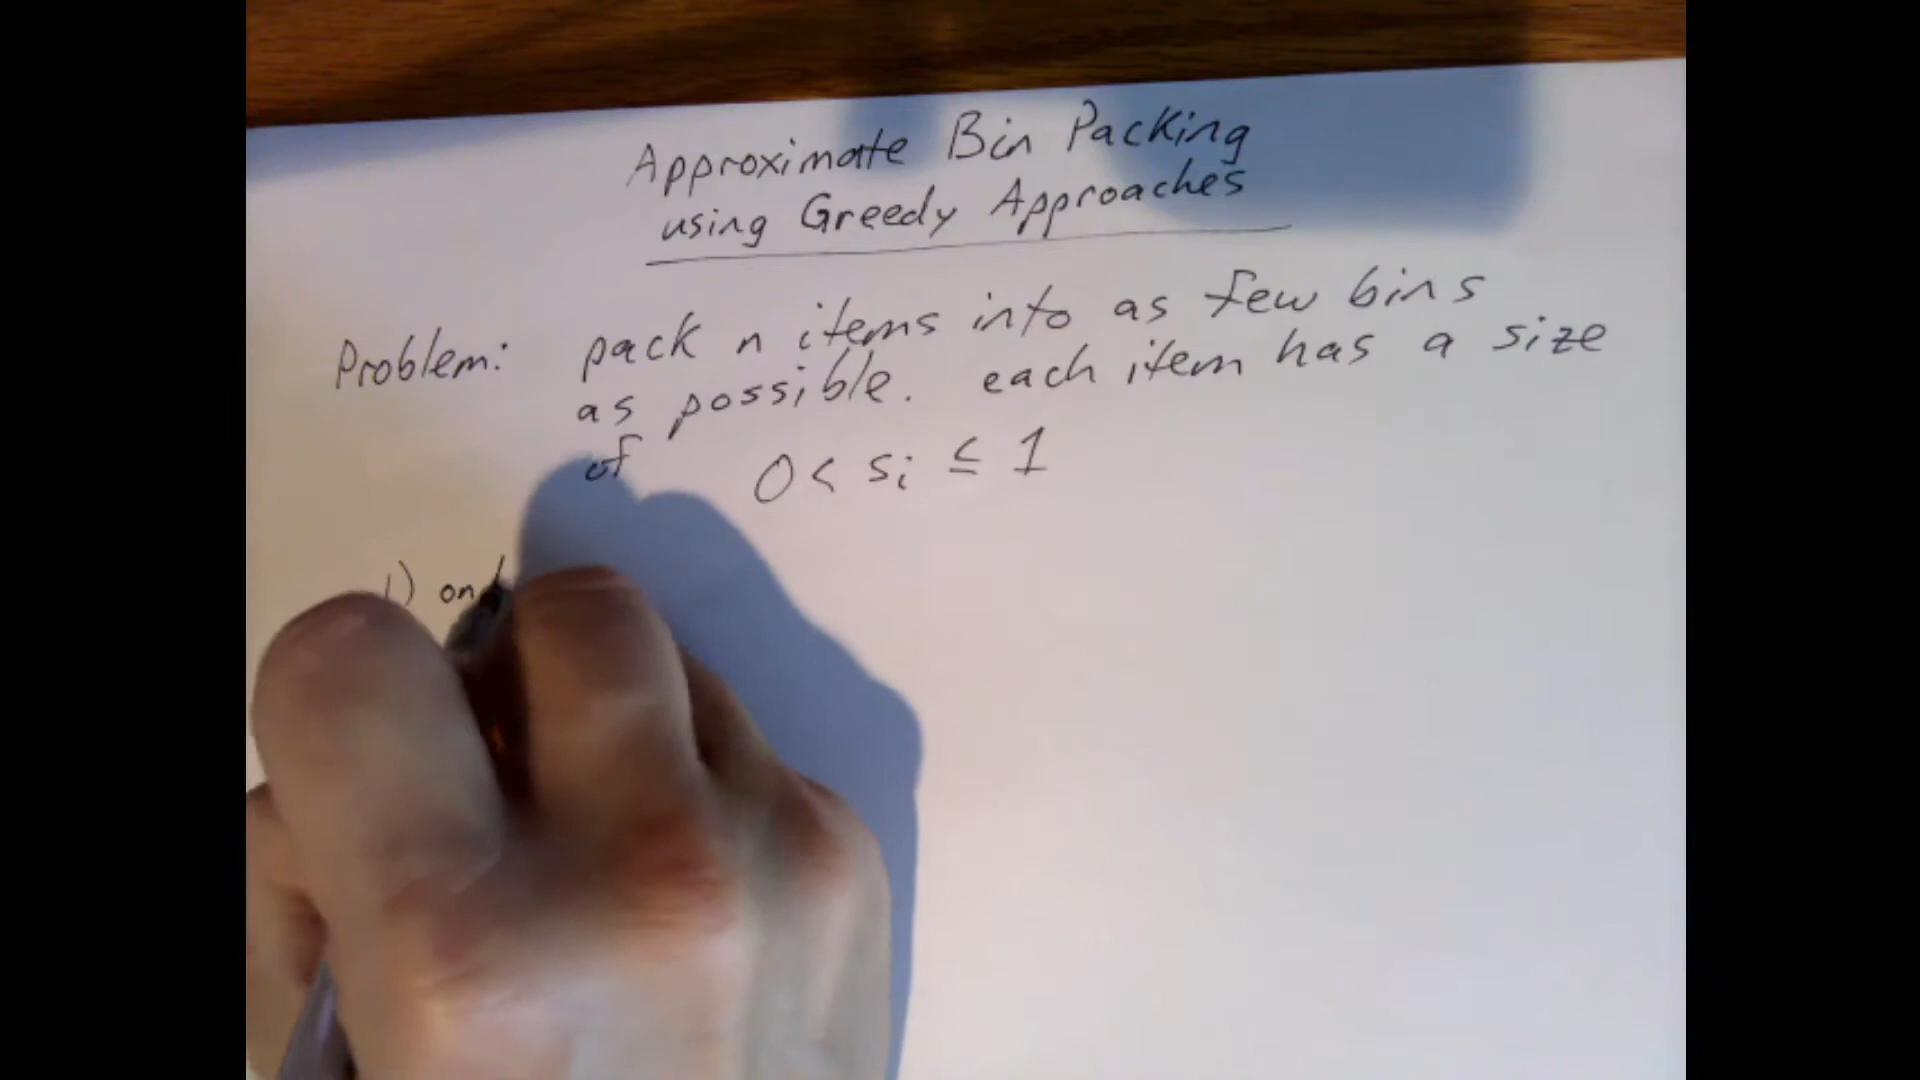 Approximate Bin Packing
using Greedy Approaches
Problem: pack n items into as few bins
as possible. each item has a size
of 0 < si ≤ 1
1)